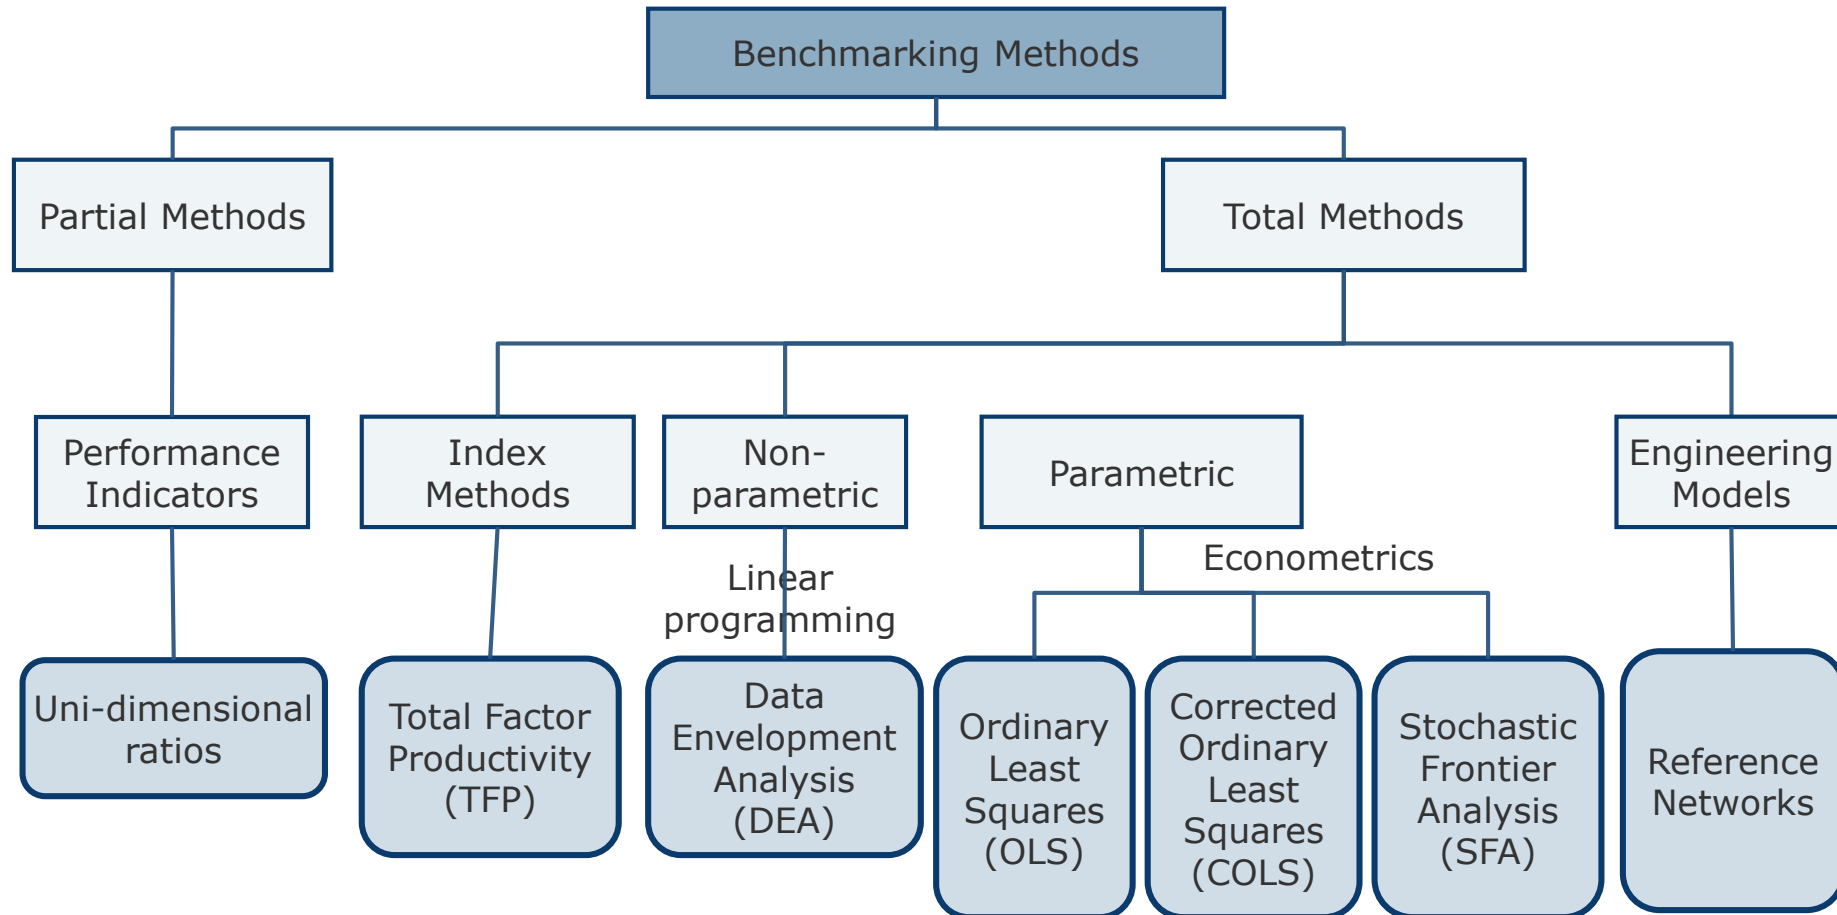 Benchmarking Methods
Partial Methods
Total Methods
Performance
Indicators
Index
Methods
Non-
parametric
Parametric
Engineering
Models
Linear
programming
Econometrics
Uni-dimensional
ratios
Total Factor
Productivity
(TFP)
Data
Envelopment
Analysis
(DEA)
Ordinary
Least
Squares
(OLS)
Corrected
Ordinary
Least
Squares
(COLS)
Stochastic
Frontier
Analysis
(SFA)
Reference
Networks